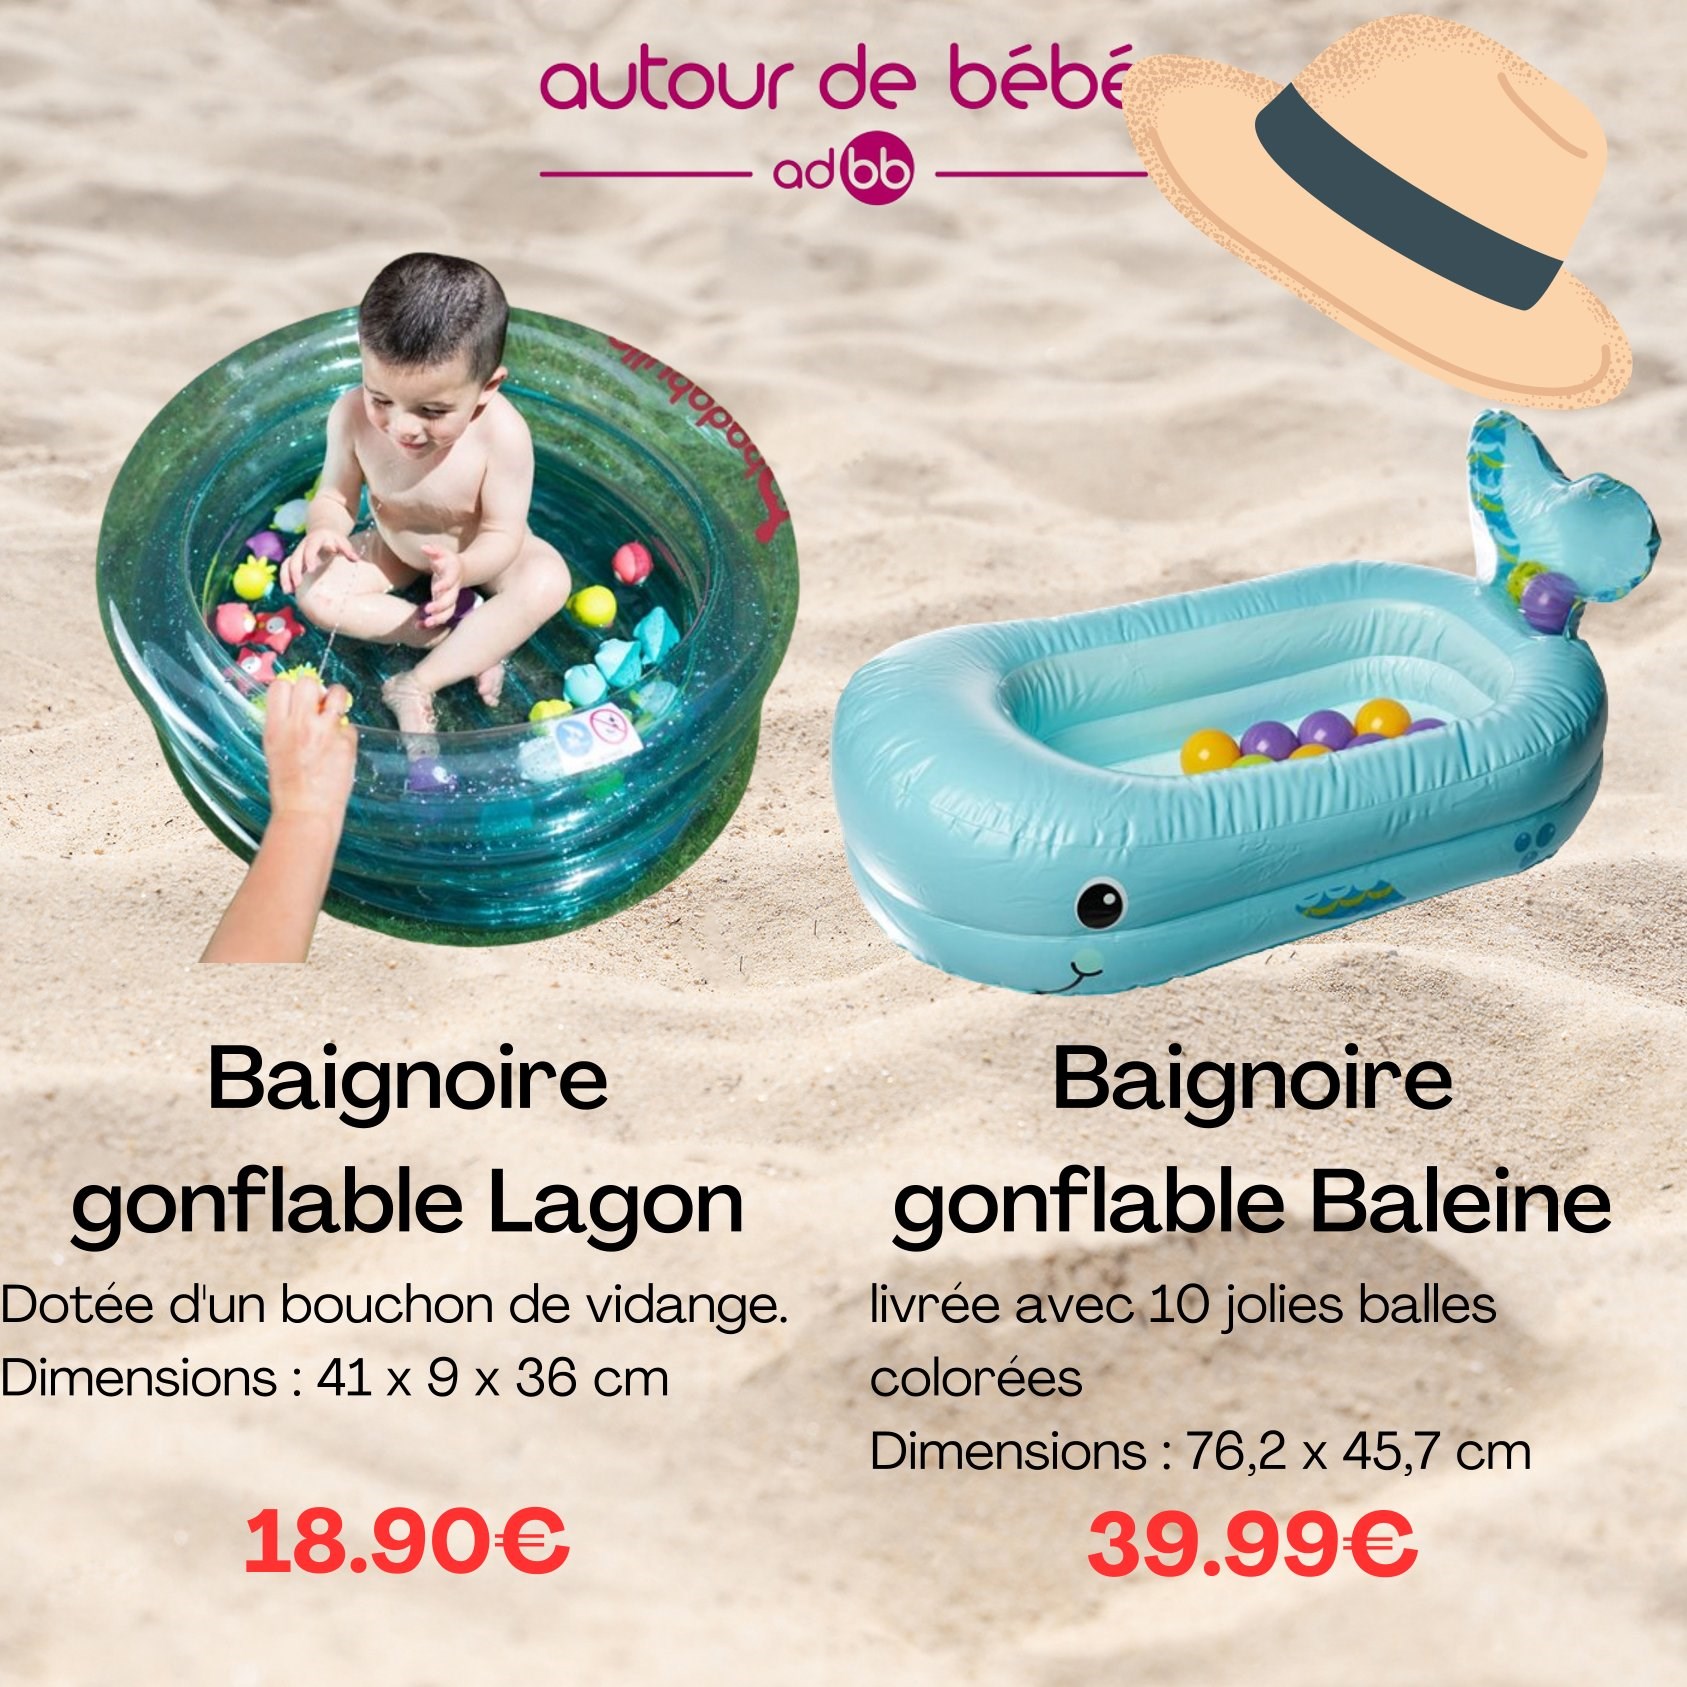 autour de bébé
adbb
babybadabulle
Baignoire
gonflable Lagon
Dotée d'un bouchon de vidange.
Dimensions : 41 x 9 x 36 cm
18.90€
Baignoire
gonflable Baleine
livrée avec 10 jolies balles
colorées
Dimensions : 76,2 x 45,7 cm
39.99€